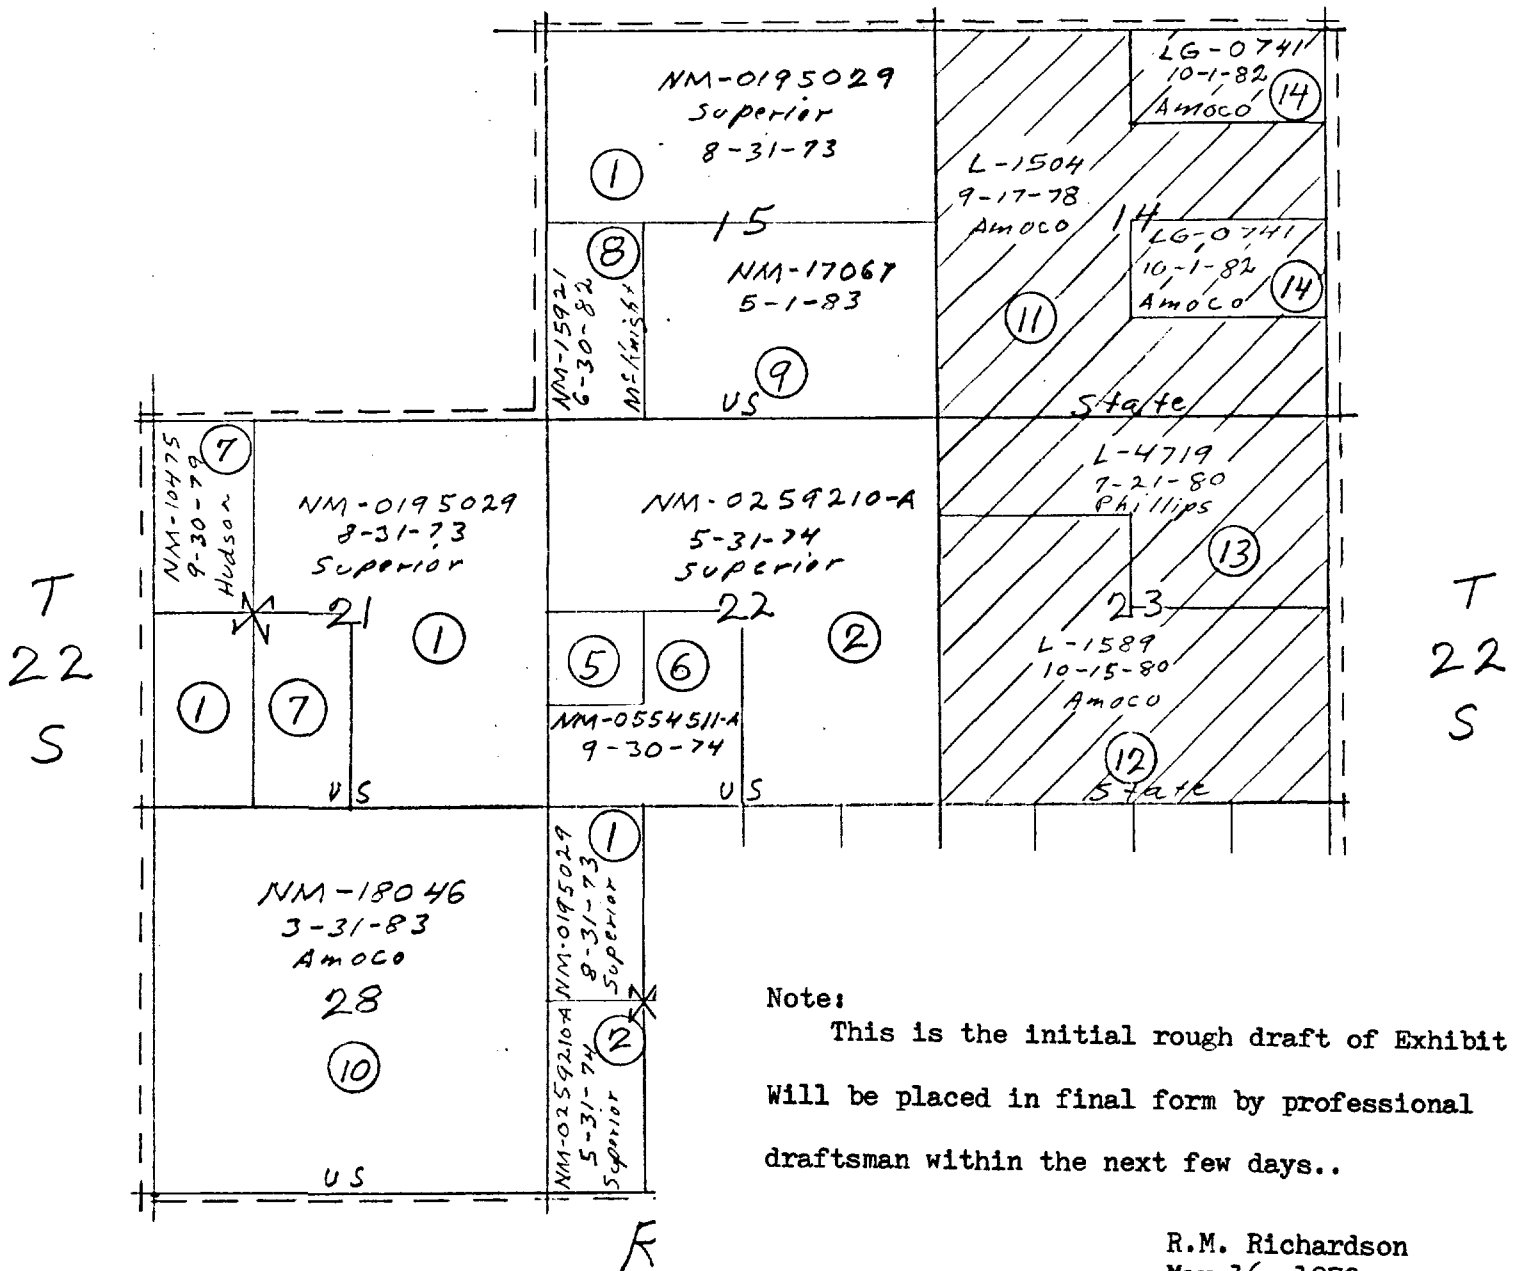 NM-0195029
Superior
8-31-73
1
15
8
NM-15921
6-30-82
McKnight
NM-17067
5-1-83
9
US
LG-0741
10-1-82
Amoco
14
L-1504
9-17-78
Amoco
14
LG-0741
10-1-82
Amoco
14
11
State
7
NM-10475
9-30-79
Hudson
NM-0195029
8-31-73
Superior
21
1
1
7
US
NM-0259210-A
5-31-74
Superior
22
2
5
6
NM-0554511-A
9-30-74
US
L-4719
7-21-80
Phillips
13
23
L-1589
10-15-80
Amoco
12
State
T
22
S
T
22
S
NM-18046
3-31-83
Amoco
28
10
US
1
NM-0195029
8-31-73
Superior
2
NM-0259210A
5-31-74
Superior
Note:
This is the initial rough draft of Exhibit
Will be placed in final form by professional
draftsman within the next few days..
R.M. Richardson